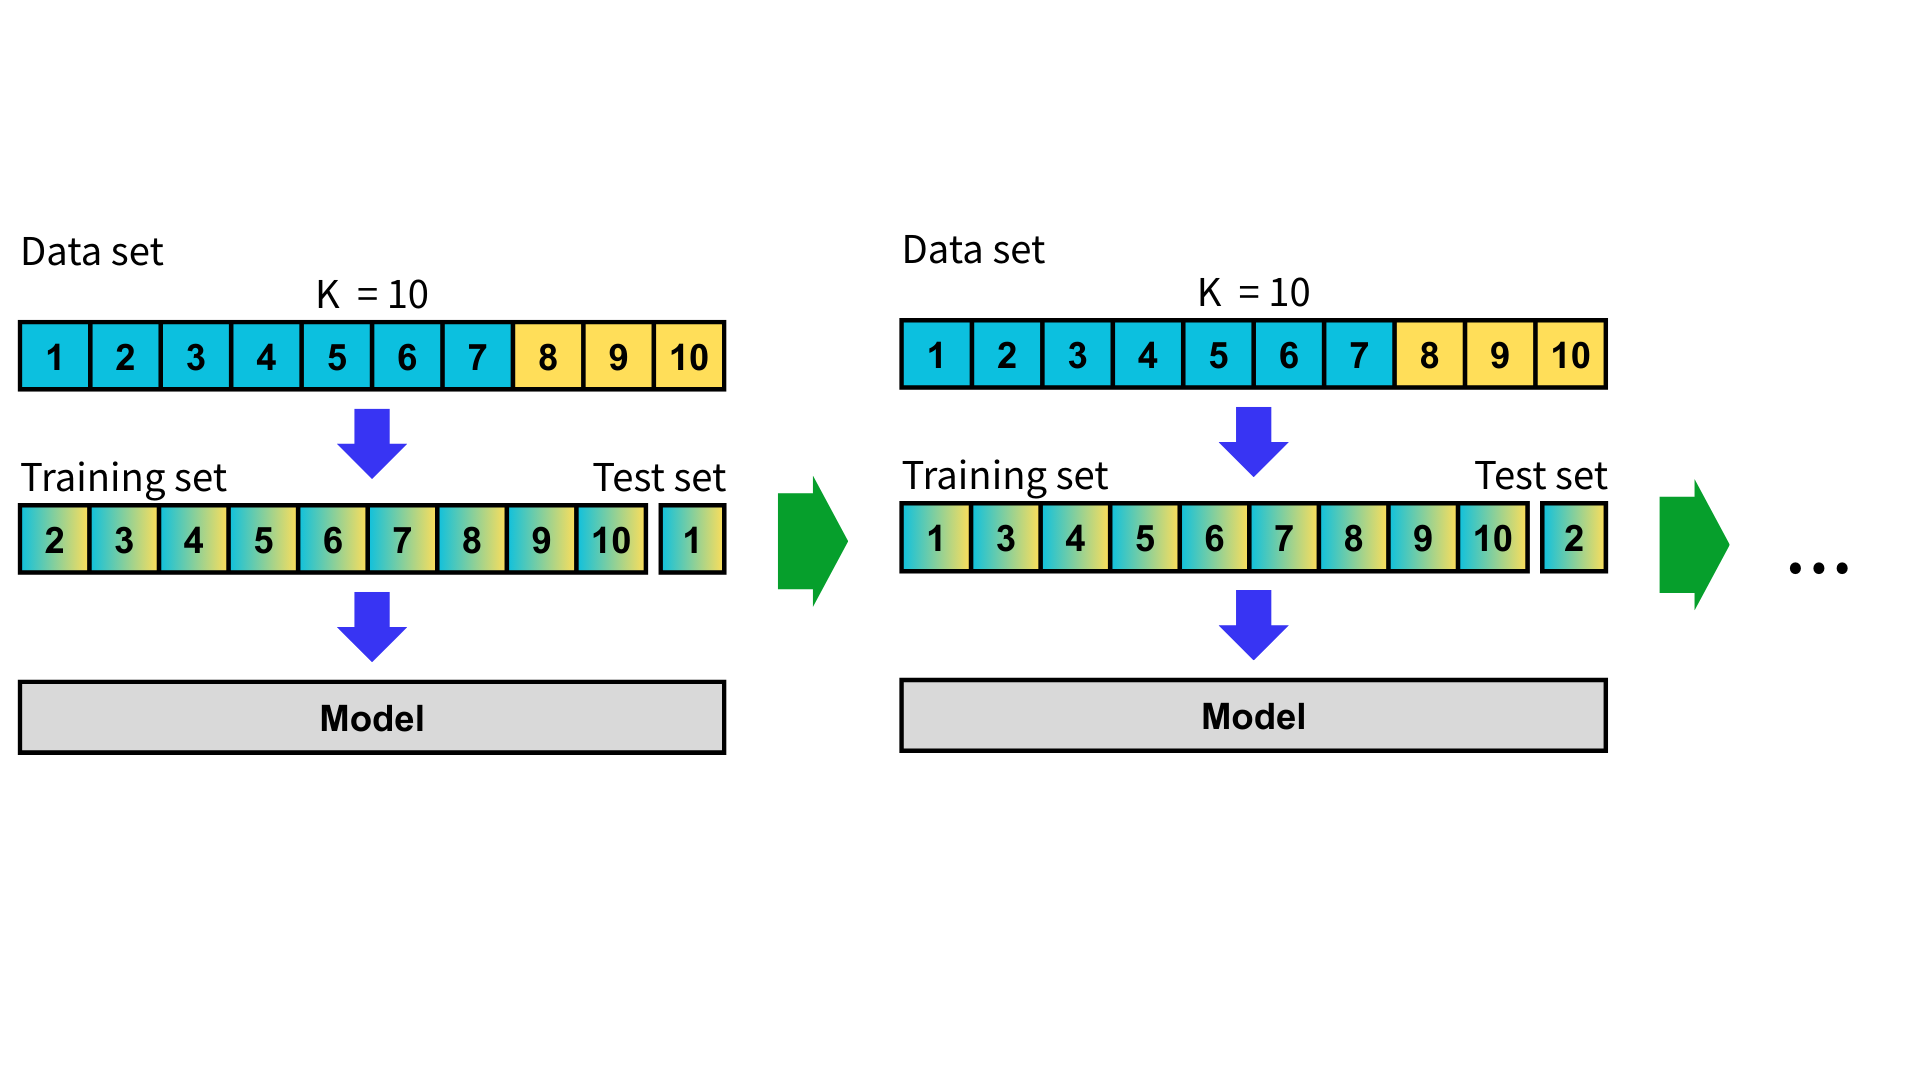 Data set
K = 10
1 2 3 4 5 6 7 8 9 10
Training set Test set
2 3 4 5 6 7 8 9 10 1
Model
Data set
K = 10
1 2 3 4 5 6 7 8 9 10
Training set Test set
1 3 4 5 6 7 8 9 10 2
Model
...